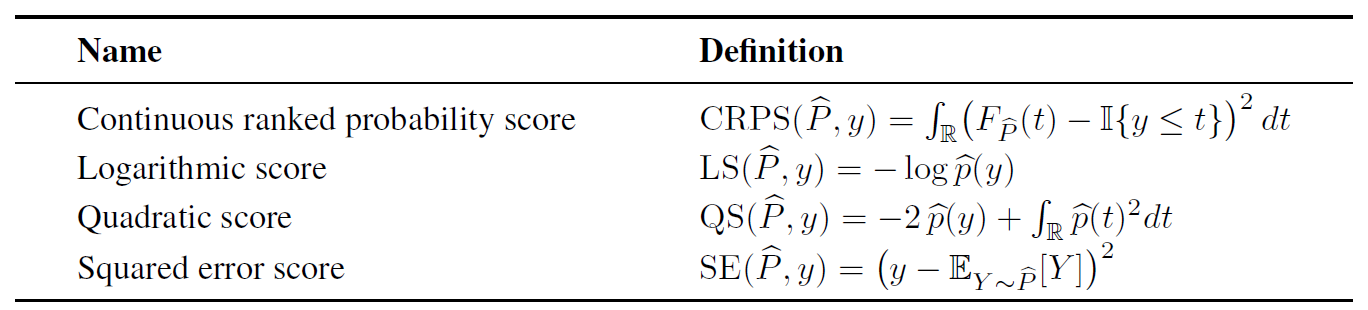 Name Definition
Continuous ranked probability score CRPS(P̂, y) = ∫_ℝ (F_P̂(t) − 𝕀{y ≤ t})² dt
Logarithmic score LS(P̂, y) = − log p̂(y)
Quadratic score QS(P̂, y) = −2 p̂(y) + ∫_ℝ p̂(t)² dt
Squared error score SE(P̂, y) = (y − 𝔼_{Y∼P̂}[Y])²